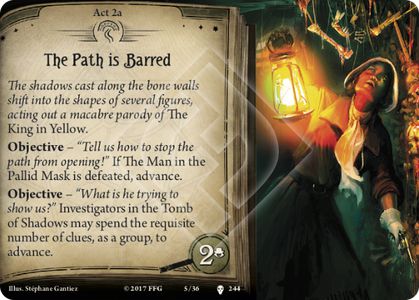 Act 2a
The Path is Barred
The shadows cast along the bone walls
shift into the shapes of several figures,
acting out a macabre parody of The
King in Yellow.
Objective – “Tell us how to stop the
path from opening!” If The Man in the
Pallid Mask is defeated, advance.
Objective – “What is he trying to
show us?” Investigators in the Tomb
of Shadows may spend the requisite
number of clues, as a group, to
advance.
2
Illus. Stéphane Gantiez
© 2017 FFG
5/36
244